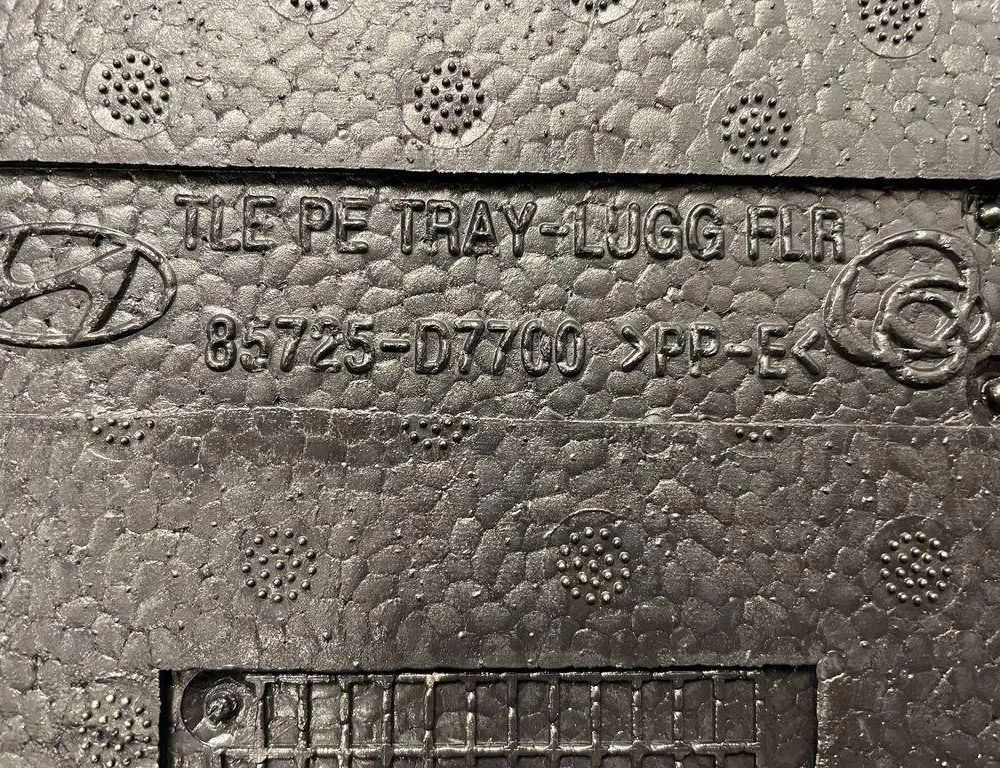 TLE PE TRAY-LUGG FLR
85725-D7700 >PP-E<